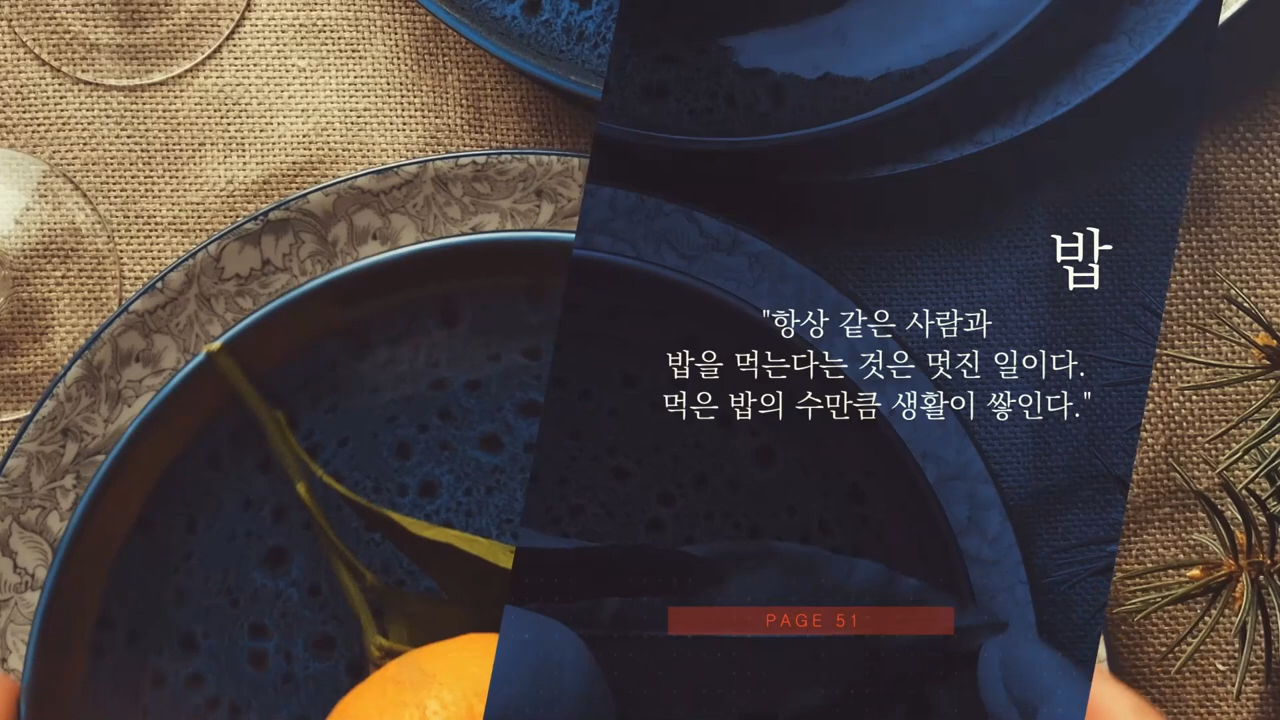 밥
"항상 같은 사람과
밥을 먹는다는 것은 멋진 일이다.
먹은 밥의 수만큼 생활이 쌓인다."
PAGE 51